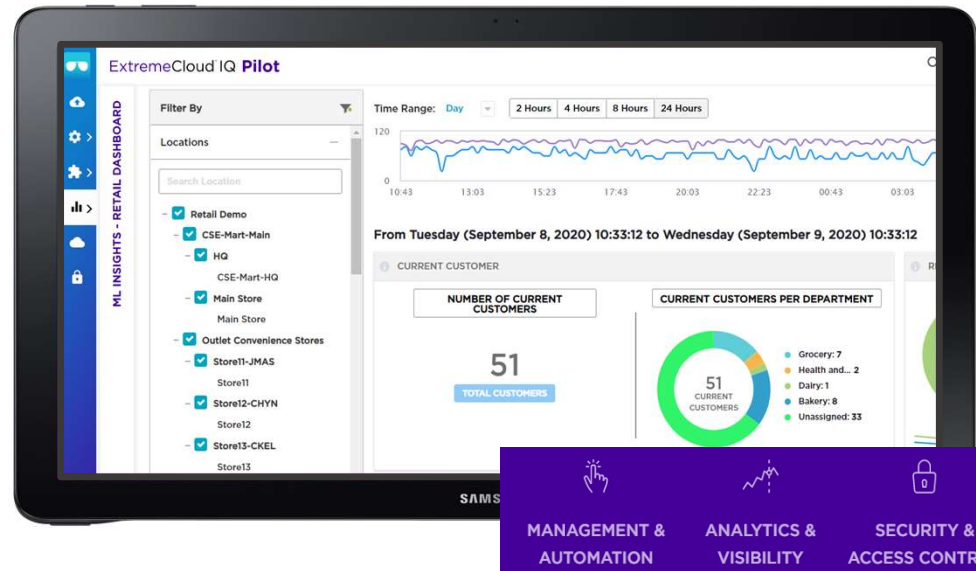 ExtremeCloud IQ Pilot
ML INSIGHTS - RETAIL DASHBOARD
Filter By
Locations
Search Location
Retail Demo
CSE-Mart-Main
HQ
CSE-Mart-HQ
Main Store
Main Store
Outlet Convenience Stores
Store11-JMAS
Store11
Store12-CHYN
Store12
Store13-CKEL
Store13
Time Range: Day 2 Hours 4 Hours 8 Hours 24 Hours
120
0
10:43 13:03 15:23 17:43 20:03 22:23 00:43 03:03
From Tuesday (September 8, 2020) 10:33:12 to Wednesday (September 9, 2020) 10:33:12
CURRENT CUSTOMER
NUMBER OF CURRENT
CUSTOMERS
51
TOTAL CUSTOMERS
CURRENT CUSTOMERS PER DEPARTMENT
51
CURRENT
CUSTOMERS
Grocery: 7
Health and... 2
Dairy: 1
Bakery: 8
Unassigned: 33
SAMS
MANAGEMENT &
AUTOMATION
ANALYTICS &
VISIBILITY
SECURITY &
ACCESS CONTR